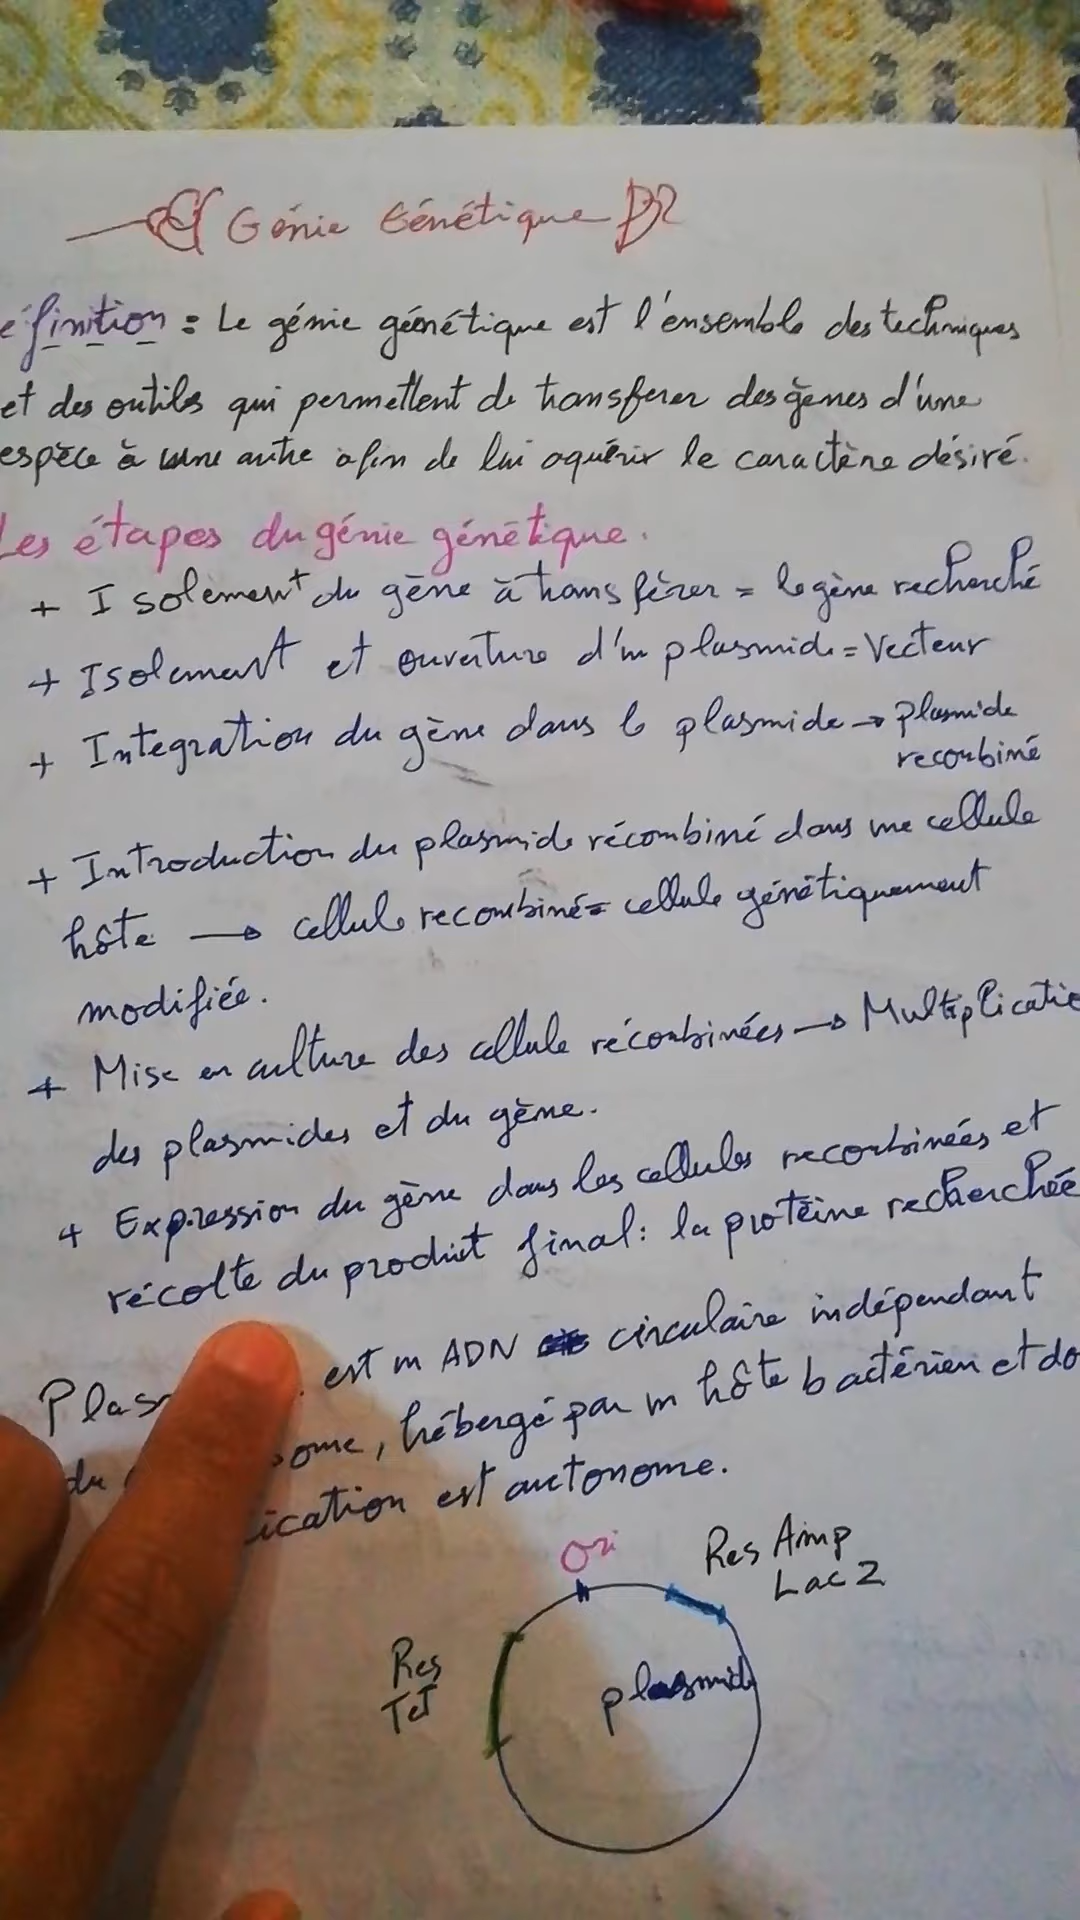 Génie Génétique
éfinition = Le génie géenétique est l'ensemble des techniques
et des outils qui permettent de transferer des gènes d'une
espèce à une autre afin de lui aquérir le caractère désiré.
Les étapes du génie génétique.
+ Isolement du gène à transférer = le gène recherché
+ Isolement et ouverture d'un plasmide = Vecteur
+ Integration du gène dans le plasmide → plasmide
recombiné
+ Introduction du plasmide récombiné dans une cellule
hôte → cellule recombiné = cellule génétiquement
modifiée.
+ Mise en culture des cellule récombinées → Multiplicatio
des plasmides et du gène.
+ Expression du gène dans les cellules recombinées et
récolte du produit final : la protéine recherchée
Plas est un ADN circulaire indépendant
du ome, hébergé par un hôte bactérien et do
ication est autonome.
Ori
Res Amp
Lac Z
Res
Tet
plasmide